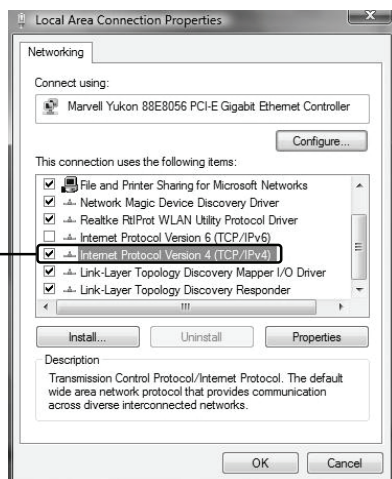 Local Area Connection Properties
Networking
Connect using:
Marvell Yukon 88E8056 PCI-E Gigabit Ethernet Controller
Configure...
This connection uses the following items:
File and Printer Sharing for Microsoft Networks
Network Magic Device Discovery Driver
Realtke RtlProt WLAN Utility Protocol Driver
Internet Protocol Version 6 (TCP/IPv6)
Internet Protocol Version 4 (TCP/IPv4)
Link-Layer Topology Discovery Mapper I/O Driver
Link-Layer Topology Discovery Responder
Install... Uninstall Properties
Description
Transmission Control Protocol/Internet Protocol. The default
wide area network protocol that provides communication
across diverse interconnected networks.
OK Cancel